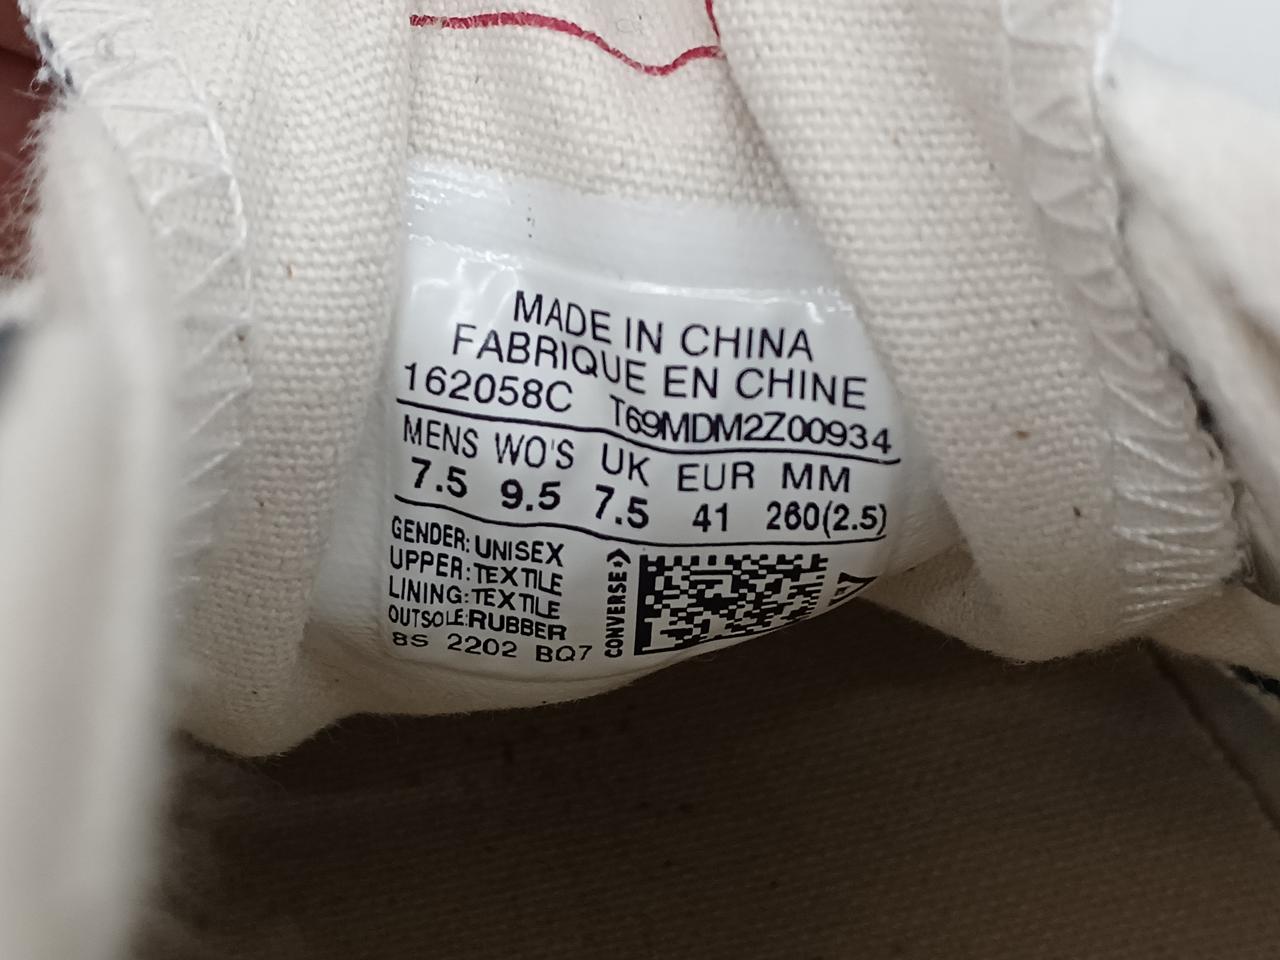 MADE IN CHINA
FABRIQUE EN CHINE
162058C T69MDM2Z00934
MENS WO'S UK EUR MM
7.5 9.5 7.5 41 260(2.5)
GENDER: UNISEX
UPPER: TEXTILE
LINING: TEXTILE
OUTSOLE: RUBBER
8S 2202 BQ7
CONVERSE